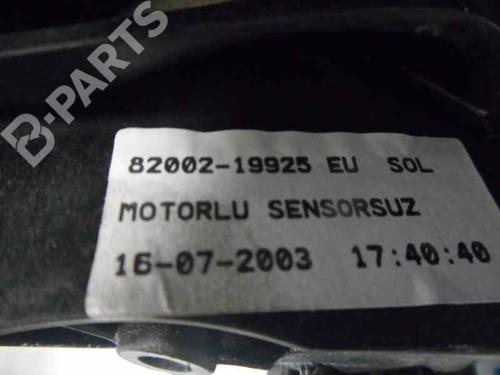 B-PARTS
82002-19925 EU SOL
MOTORLU SENSORSUZ
16-07-2003 17:40:40